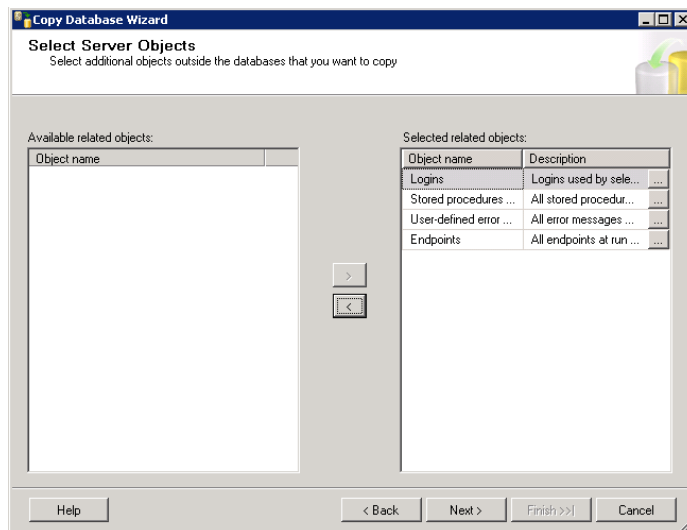 Copy Database Wizard
Select Server Objects
Select additional objects outside the databases that you want to copy
Available related objects:
Selected related objects:
Object name
Object name Description
Logins Logins used by sele... ...
Stored procedures ... All stored procedur... ...
User-defined error ... All error messages ... ...
Endpoints All endpoints at run ... ...
>
<
Help < Back Next > Finish >>| Cancel